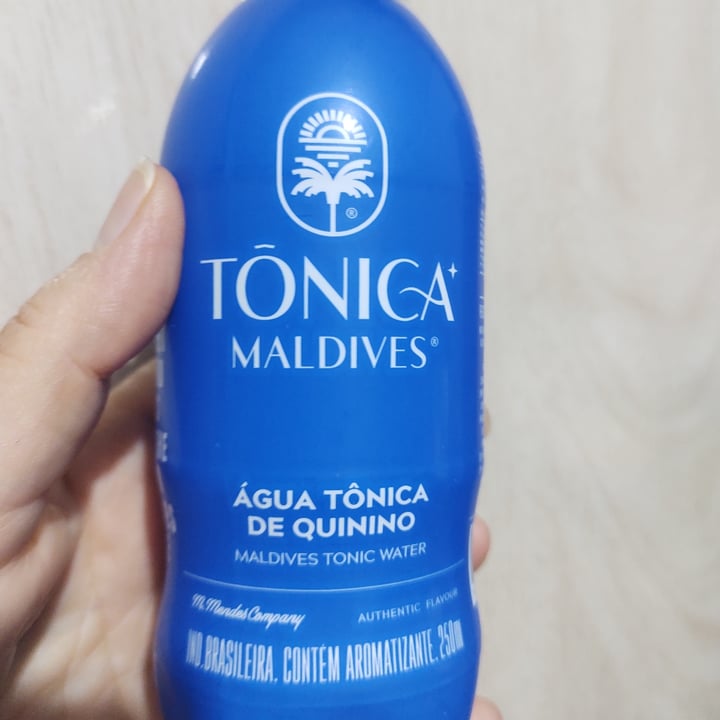 ®
TÔNICA
MALDIVES®
ÁGUA TÔNICA
DE QUININO
MALDIVES TONIC WATER
M. Mendes Company
AUTHENTIC FLAVOUR
IND. BRASILEIRA. CONTÉM AROMATIZANTE. 250ml